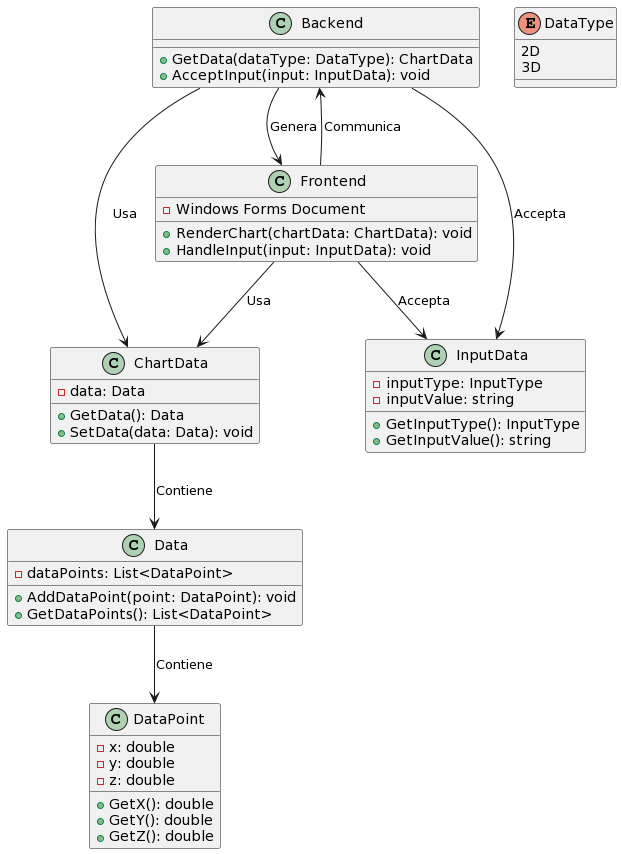 C Backend
GetData(dataType: DataType): ChartData
AcceptInput(input: InputData): void
E DataType
2D
3D
Genera
Communica
Usa
Accepta
C Frontend
Windows Forms Document
RenderChart(chartData: ChartData): void
HandleInput(input: InputData): void
Usa
Accepta
C ChartData
data: Data
GetData(): Data
SetData(data: Data): void
C InputData
inputType: InputType
inputValue: string
GetInputType(): InputType
GetInputValue(): string
Contiene
C Data
dataPoints: List<DataPoint>
AddDataPoint(point: DataPoint): void
GetDataPoints(): List<DataPoint>
Contiene
C DataPoint
x: double
y: double
z: double
GetX(): double
GetY(): double
GetZ(): double